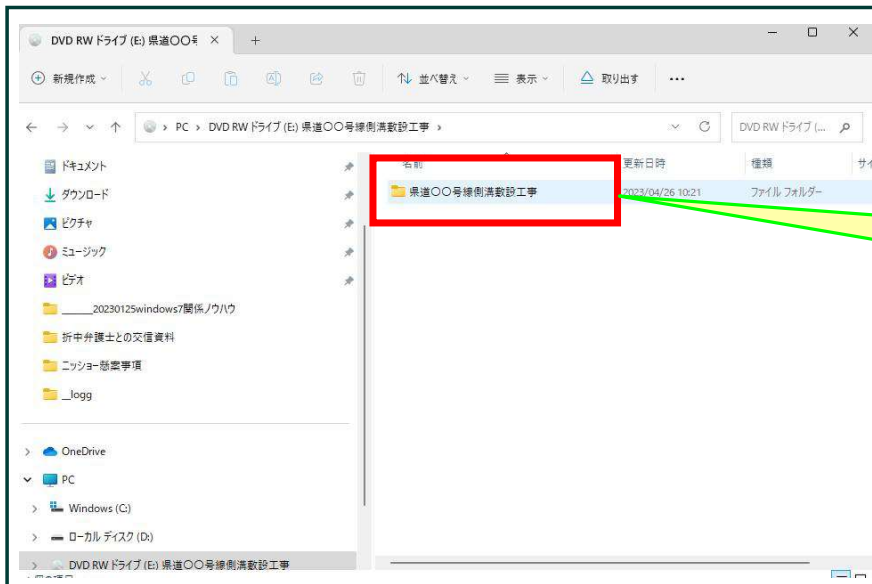 DVD RW ドライブ (E:) 県道〇〇号
新規作成
並べ替え
表示
取り出す
PC › DVD RW ドライブ (E:) 県道〇〇号線側溝敷設工事 ›
DVD RW ドライブ (...
名前
更新日時
種類
サイ
県道〇〇号線側溝敷設工事
2023/04/26 10:21
ファイル フォルダー
ドキュメント
ダウンロード
ピクチャ
ミュージック
ビデオ
______20230125windows7関係ノウハウ
折中弁護士との交信資料
ニッショー懸案事項
__logg
OneDrive
PC
Windows (C:)
ローカル ディスク (D:)
DVD RW ドライブ (E:) 県道〇〇号線側溝敷設工事